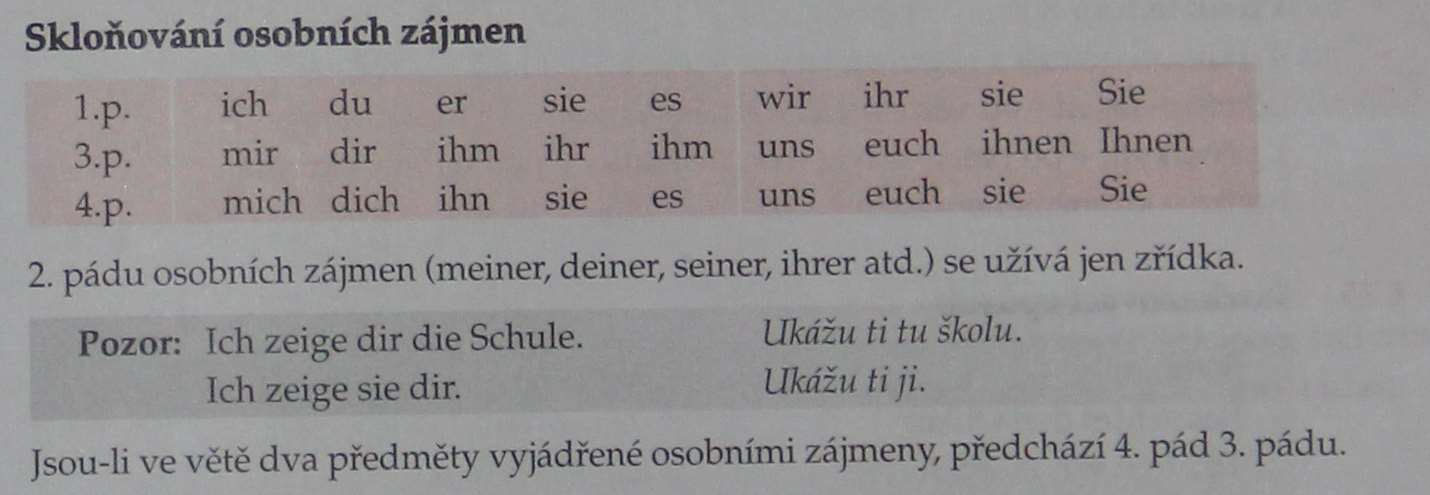 Skloňování osobních zájmen
1.p. ich du er sie es wir ihr sie Sie
3.p. mir dir ihm ihr ihm uns euch ihnen Ihnen
4.p. mich dich ihn sie es uns euch sie Sie
2. pádu osobních zájmen (meiner, deiner, seiner, ihrer atd.) se užívá jen zřídka.
Pozor: Ich zeige dir die Schule. Ukážu ti tu školu.
Ich zeige sie dir. Ukážu ti ji.
Jsou-li ve větě dva předměty vyjádřené osobními zájmeny, předchází 4. pád 3. pádu.